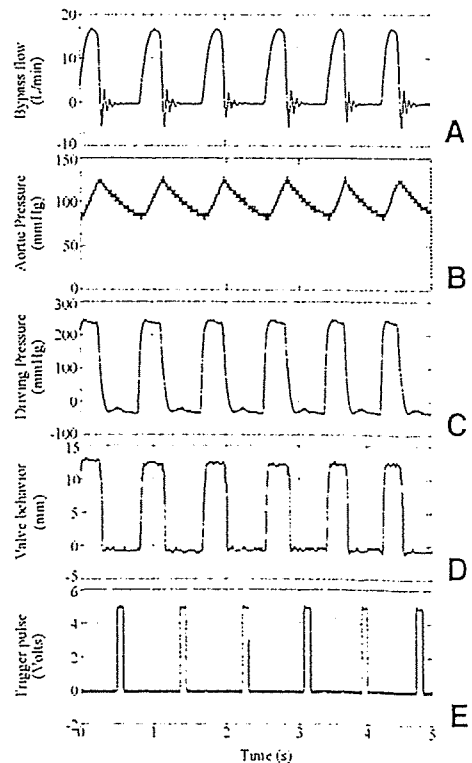 20
10
0
-10
Bypass flow
(L/min)
A
150
100
50
0
Aortic Pressure
(mmHg)
B
300
200
100
0
-100
Driving Pressure
(mmHg)
C
15
10
5
0
-5
Valve behavior
(mm)
D
6
4
2
0
-2
Trigger pulse
(Volts)
E
0 1 2 3 4 5
Time (s)